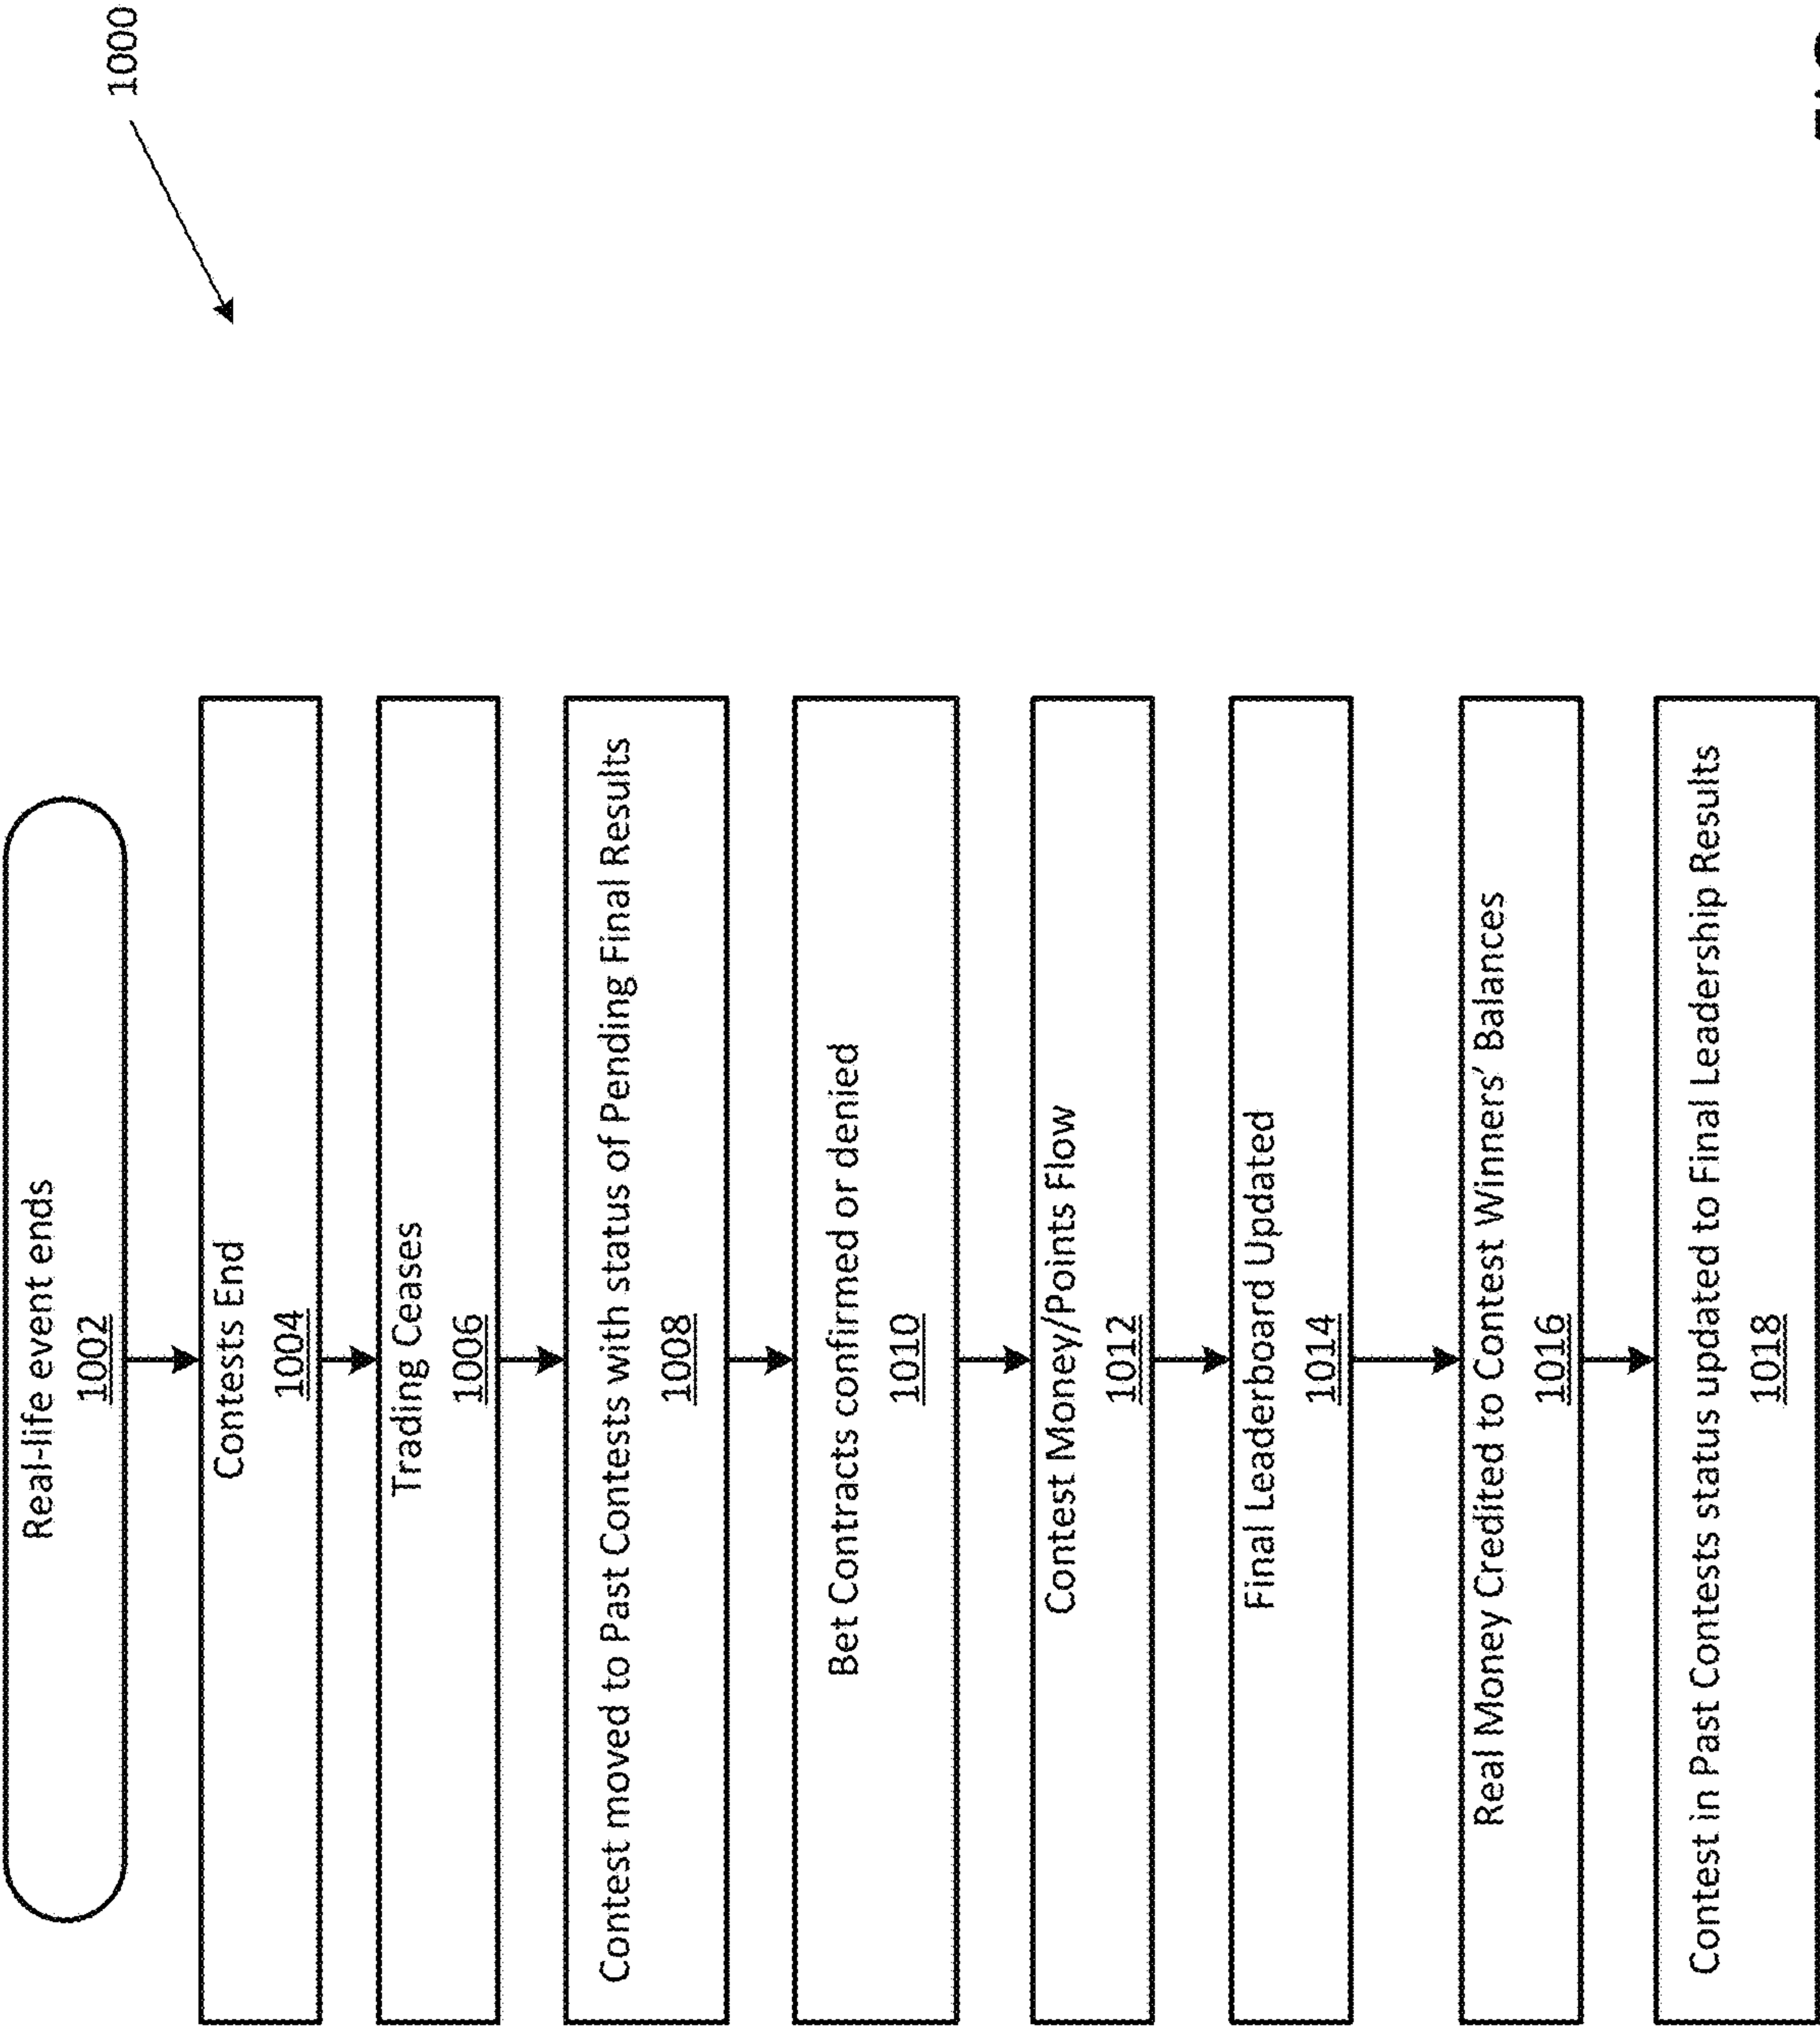 1000
Real-life event ends
1002
Contests End
1004
Trading Ceases
1006
Contest moved to Past Contests with status of Pending Final Results
1008
Bet Contracts confirmed or denied
1010
Contest Money/Points Flow
1012
Final Leaderboard Updated
1014
Real Money Credited to Contest Winners' Balances
1016
Contest in Past Contests status updated to Final Leadership Results
1018